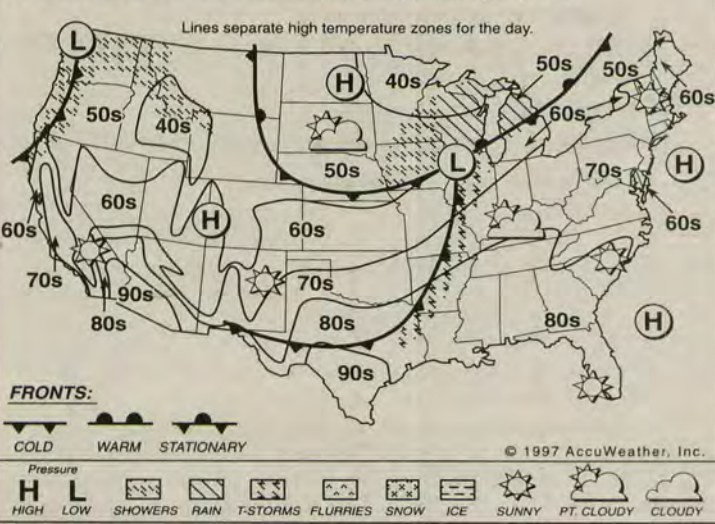 Lines separate high temperature zones for the day.
L
H
40s
50s
50s
50s
60s
60s
40s
50s
L
70s
H
60s
60s
H
60s
60s
70s
90s
80s
70s
80s
80s
H
90s
FRONTS:
COLD WARM STATIONARY
© 1997 AccuWeather, Inc.
Pressure
H L
HIGH LOW SHOWERS RAIN T-STORMS FLURRIES SNOW ICE SUNNY PT. CLOUDY CLOUDY